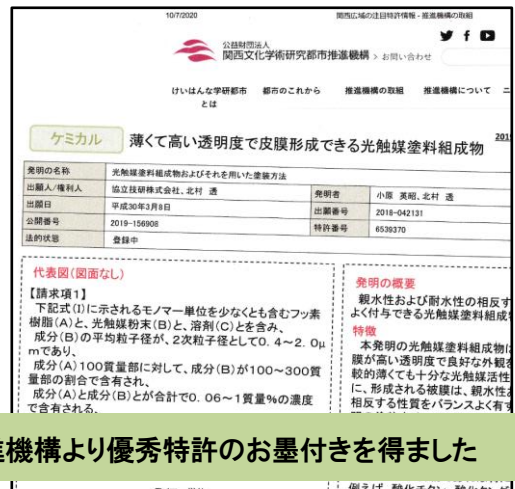 10/7/2020
関西広域の注目特許情報 - 推進機構の取組
公益財団法人
関西文化学術研究都市推進機構 > お問い合わせ
けいはんな学研都市とは
都市のこれから
推進機構の取組
推進機構について
ニ
ケミカル
薄くて高い透明度で皮膜形成できる光触媒塗料組成物
201
発明の名称 光触媒塗料組成物およびそれを用いた塗装方法
出願人/権利人 協立技研株式会社、北村 透 発明者 小原 英昭、北村 透
出願日 平成30年3月8日 出願番号 2018-042131
公開番号 2019-156908 特許番号 6539370
法的状態 登録中
代表図(図面なし)
【請求項1】
下記式(I)に示されるモノマー単位を少なくとも含むフッ素
樹脂(A)と、光触媒粉末(B)と、溶剤(C)とを含み、
成分(B)の平均粒子径が、2次粒子径として0. 4~2. 0μ
mであり、
成分(A)100質量部に対して、成分(B)が100~300質
量部の割合で含有され、
成分(A)と成分(B)とが合計で0. 06~1質量%の濃度
で含有される、
発明の概要
親水性および耐水性の相反す
よく付与できる光触媒塗料組成
特徴
本発明の光触媒塗料組成物は
膜が高い透明度で良好な外観を
較的薄くても十分な光触媒活性
に、形成される被膜は、親水性お
相反する性質をバランスよく有す
進機構より優秀特許のお墨付きを得ました